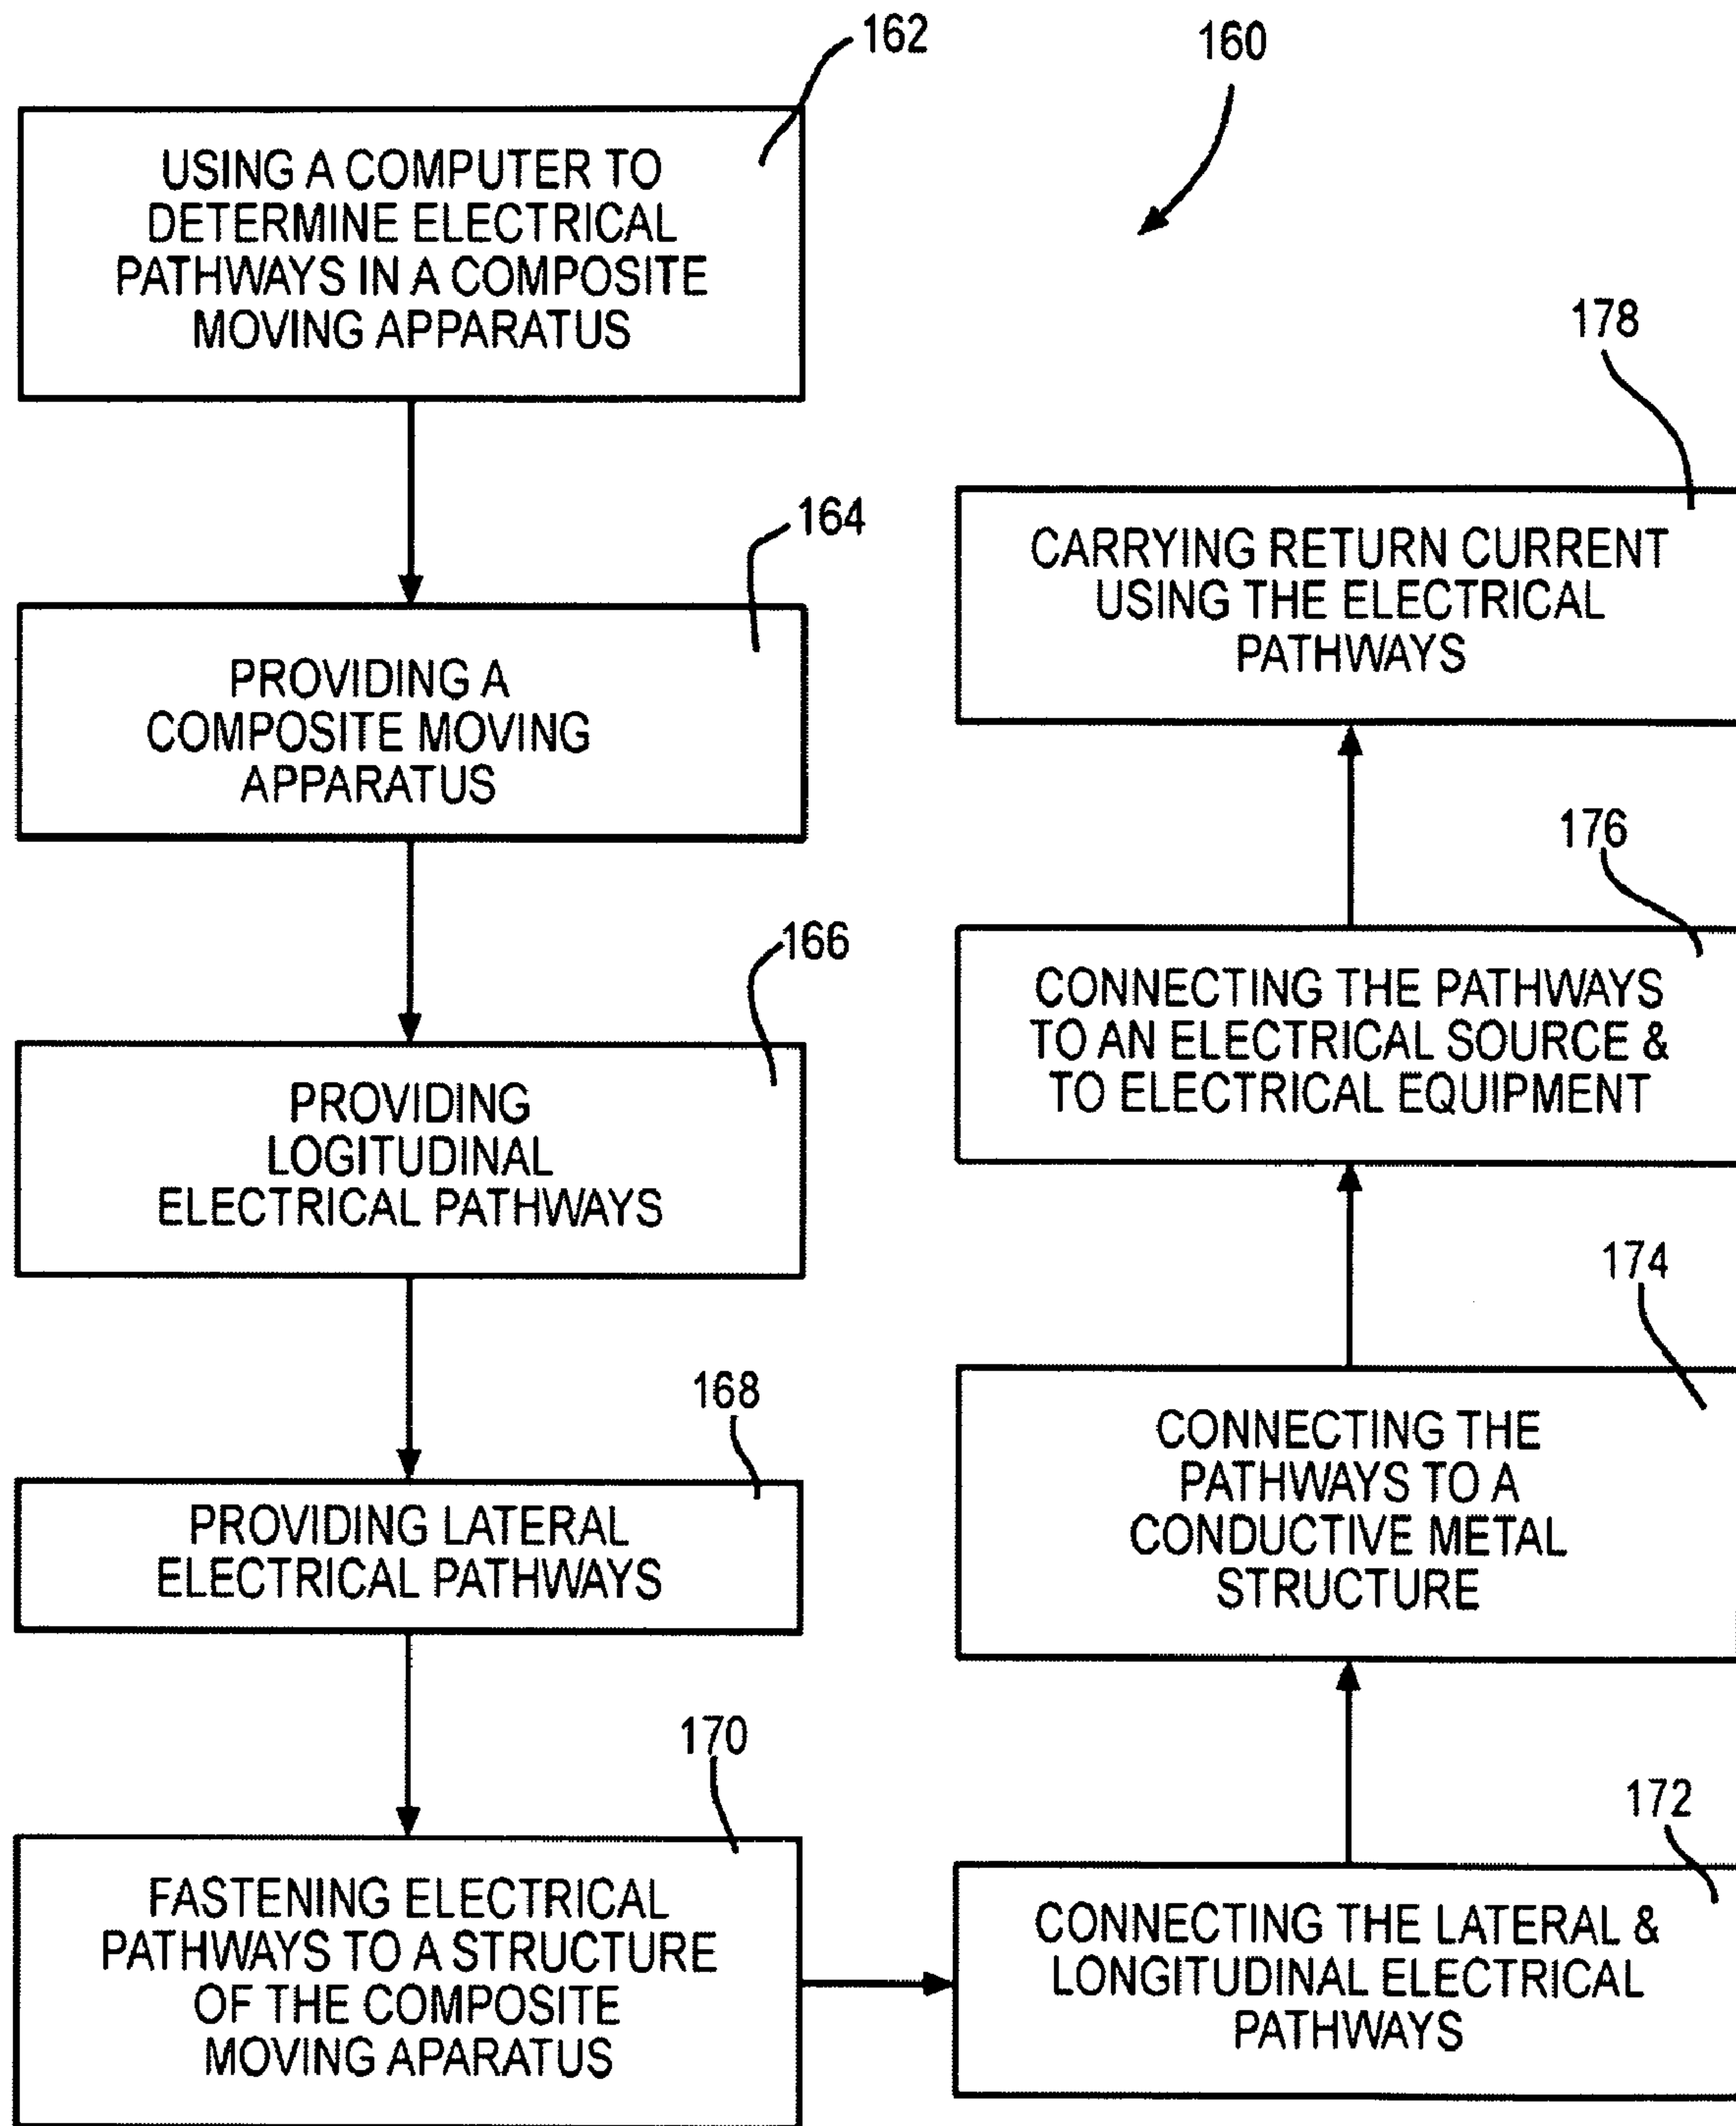 160
162
USING A COMPUTER TO
DETERMINE ELECTRICAL
PATHWAYS IN A COMPOSITE
MOVING APPARATUS
164
PROVIDING A
COMPOSITE MOVING
APPARATUS
166
PROVIDING
LOGITUDINAL
ELECTRICAL PATHWAYS
168
PROVIDING LATERAL
ELECTRICAL PATHWAYS
170
FASTENING ELECTRICAL
PATHWAYS TO A STRUCTURE
OF THE COMPOSITE
MOVING APARATUS
172
CONNECTING THE LATERAL &
LONGITUDINAL ELECTRICAL
PATHWAYS
174
CONNECTING THE
PATHWAYS TO A
CONDUCTIVE METAL
STRUCTURE
176
CONNECTING THE PATHWAYS
TO AN ELECTRICAL SOURCE &
TO ELECTRICAL EQUIPMENT
178
CARRYING RETURN CURRENT
USING THE ELECTRICAL
PATHWAYS